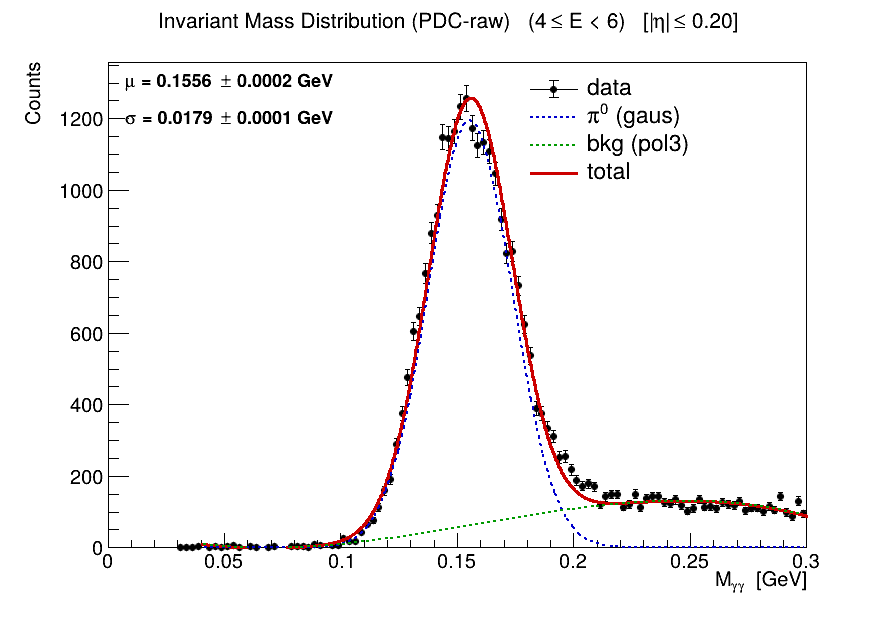 Invariant Mass Distribution (PDC-raw) (4 ≤ E < 6) [|η| ≤ 0.20]
Counts
μ = 0.1556 ± 0.0002 GeV
σ = 0.0179 ± 0.0001 GeV
data
π⁰ (gaus)
bkg (pol3)
total
1200
1000
800
600
400
200
0
0 0.05 0.1 0.15 0.2 0.25 0.3
M_γγ [GeV]